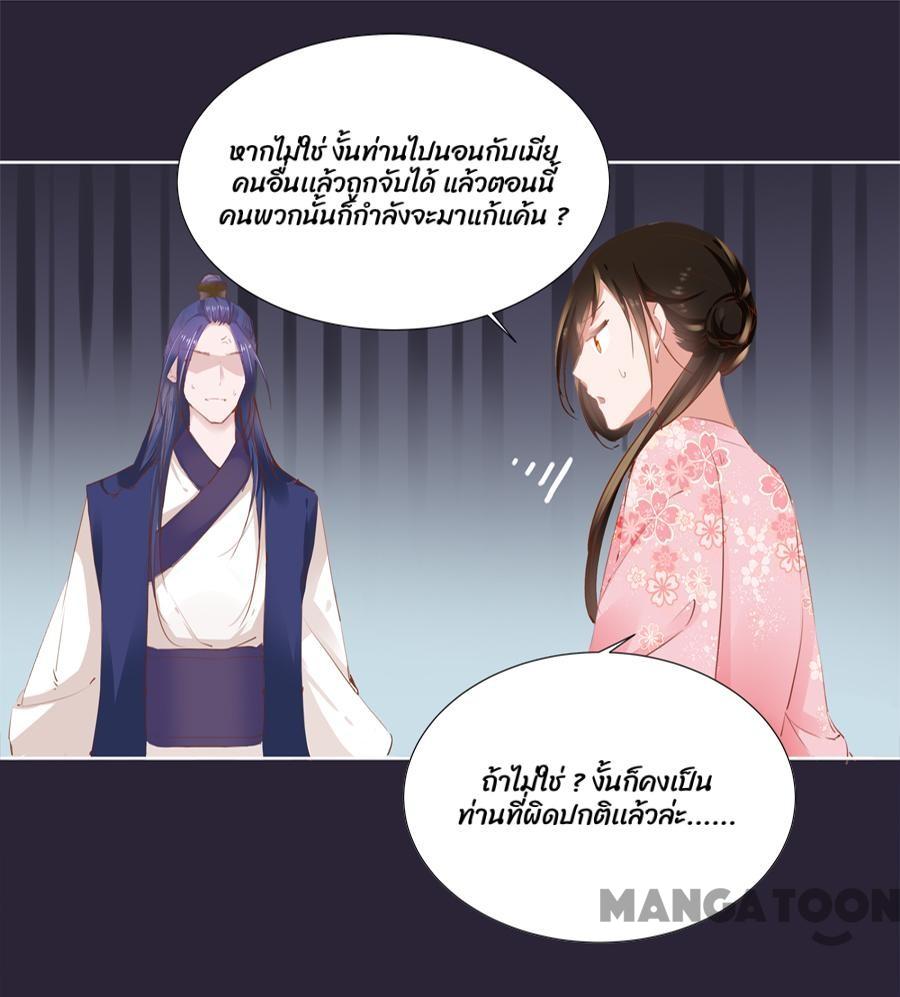 หากไม่ใช่ งั้นท่านไปนอนกับเมีย
คนอื่นแล้วถูกจับได้ แล้วตอนนี้
คนพวกนั้นก็กำลังจะมาแก้แค้น ?
ถ้าไม่ใช่ ? งั้นก็คงเป็น
ท่านที่ผิดปกติแล้วล่ะ......
MANGATOON